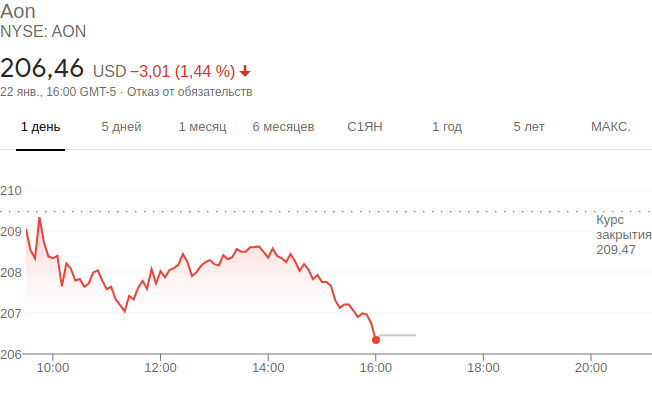 Aon
NYSE: AON
206,46 USD −3,01 (1,44 %)
22 янв., 16:00 GMT-5 · Отказ от обязательств
1 день 5 дней 1 месяц 6 месяцев С1ЯН 1 год 5 лет МАКС.
210
209
208
207
206
Курс
закрытия
209,47
10:00 12:00 14:00 16:00 18:00 20:00